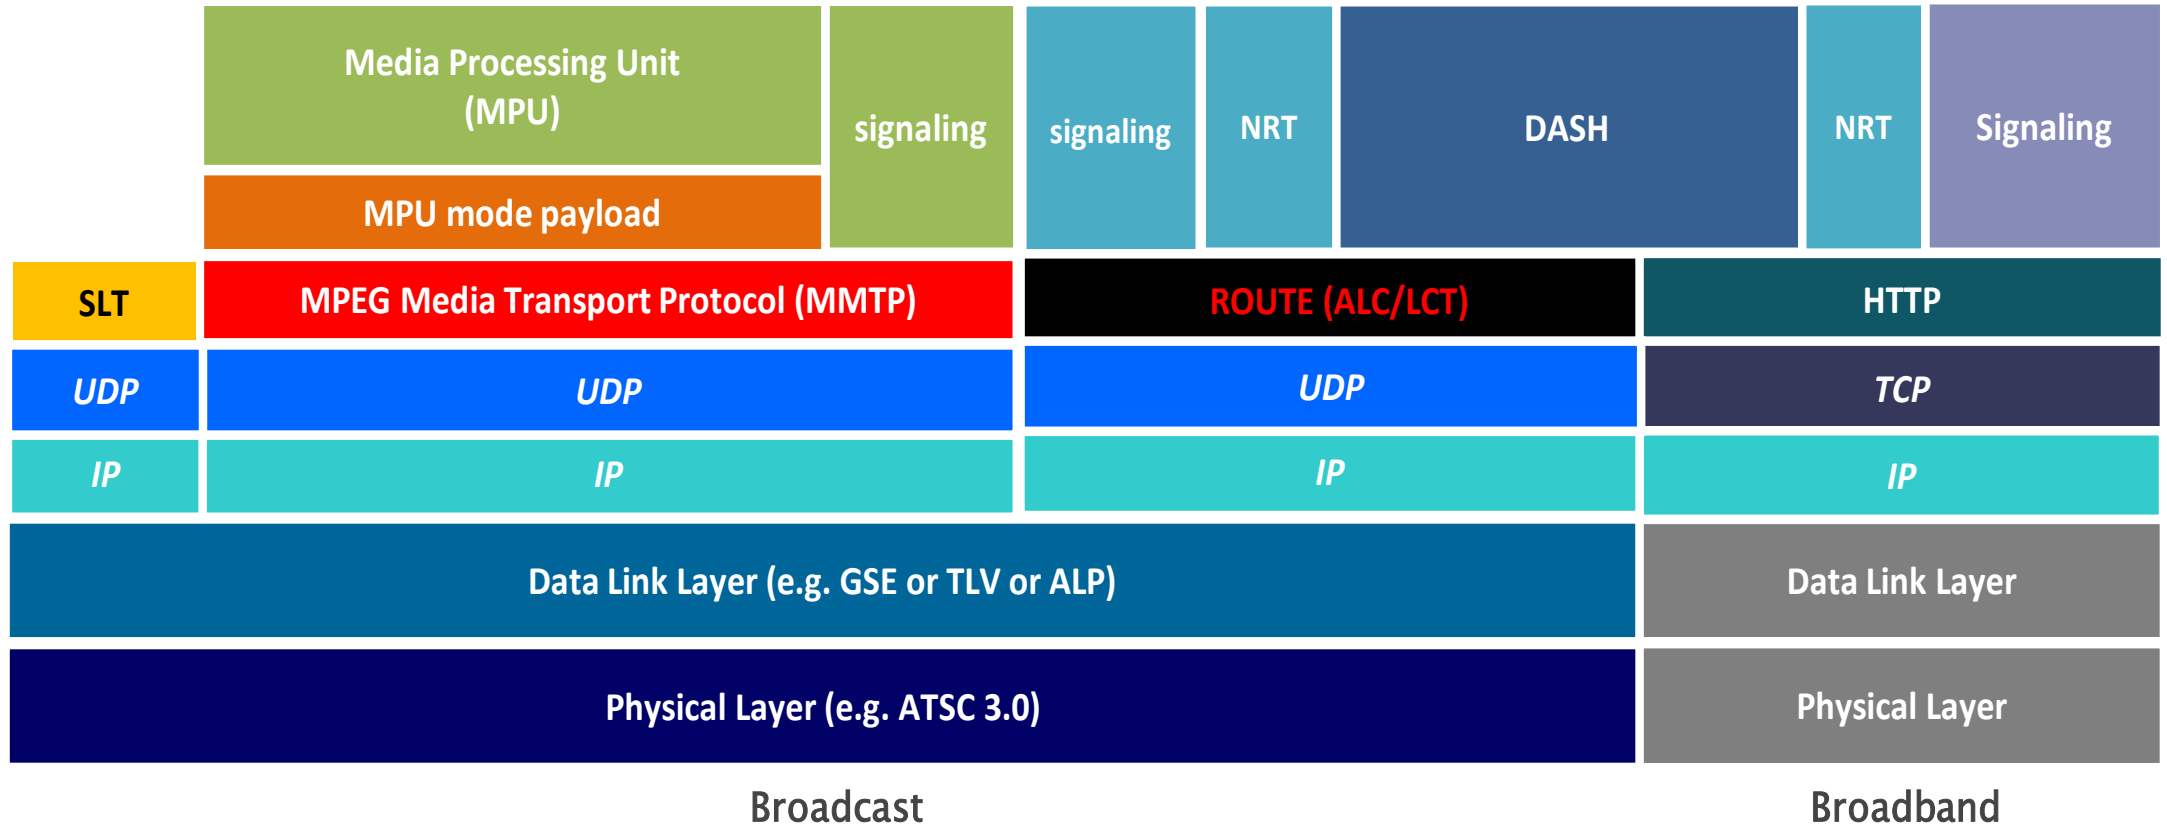 Media Processing Unit
(MPU)
signaling
signaling
NRT
DASH
NRT
Signaling
MPU mode payload
SLT
MPEG Media Transport Protocol (MMTP)
ROUTE (ALC/LCT)
HTTP
UDP
UDP
UDP
TCP
IP
IP
IP
IP
Data Link Layer (e.g. GSE or TLV or ALP)
Data Link Layer
Physical Layer (e.g. ATSC 3.0)
Physical Layer
Broadcast
Broadband